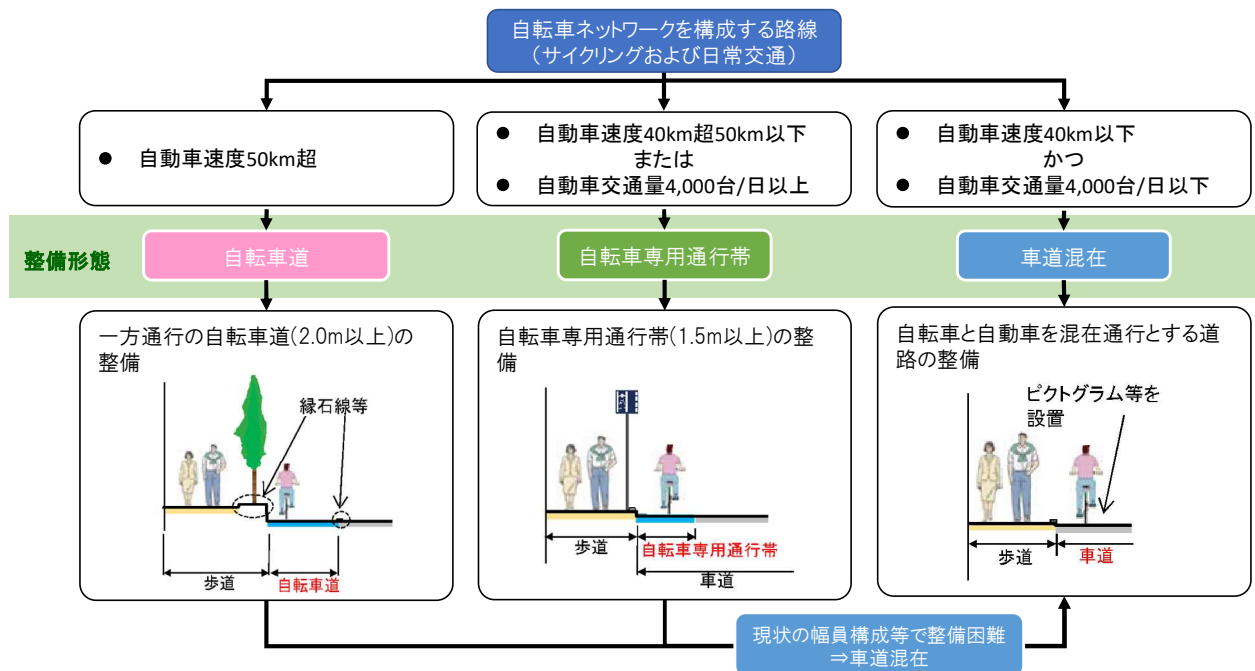 自転車ネットワークを構成する路線
（サイクリングおよび日常交通）
● 自動車速度50km超
● 自動車速度40km超50km以下
または
● 自動車交通量4,000台/日以上
● 自動車速度40km以下
かつ
● 自動車交通量4,000台/日以下
整備形態
自転車道
自転車専用通行帯
車道混在
一方通行の自転車道(2.0m以上)の
整備
縁石線等
歩道
自転車道
自転車専用通行帯(1.5m以上)の整
備
歩道
自転車専用通行帯
車道
自転車と自動車を混在通行とする道
路の整備
ピクトグラム等を
設置
歩道
車道
現状の幅員構成等で整備困難
⇒車道混在